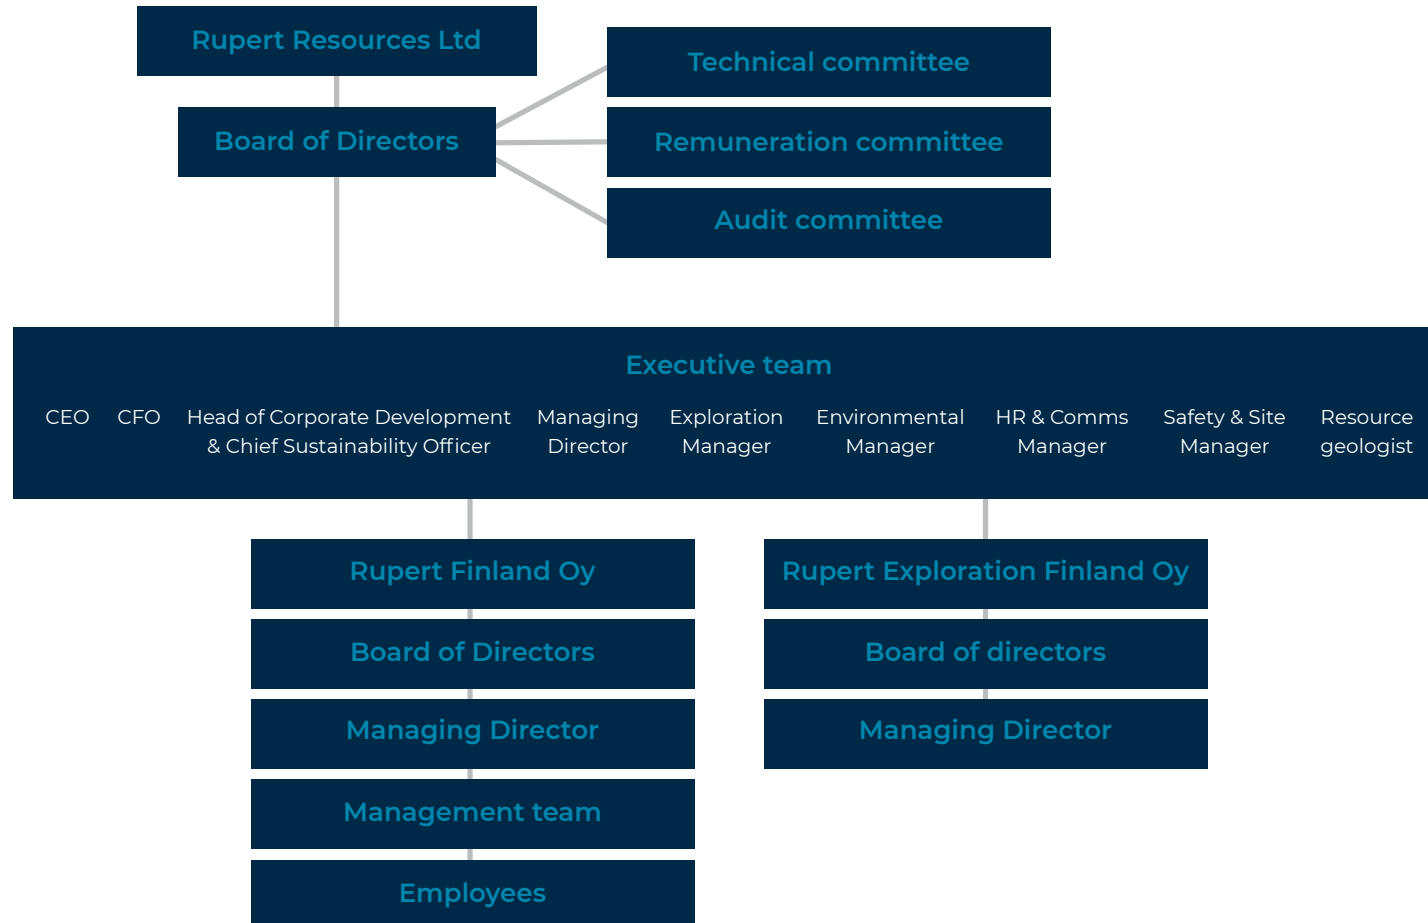 Rupert Resources Ltd
Board of Directors
Technical committee
Remuneration committee
Audit committee
Executive team
CEO
CFO
Head of Corporate Development
& Chief Sustainability Officer
Managing
Director
Exploration
Manager
Environmental
Manager
HR & Comms
Manager
Safety & Site
Manager
Resource
geologist
Rupert Finland Oy
Board of Directors
Managing Director
Management team
Employees
Rupert Exploration Finland Oy
Board of directors
Managing Director